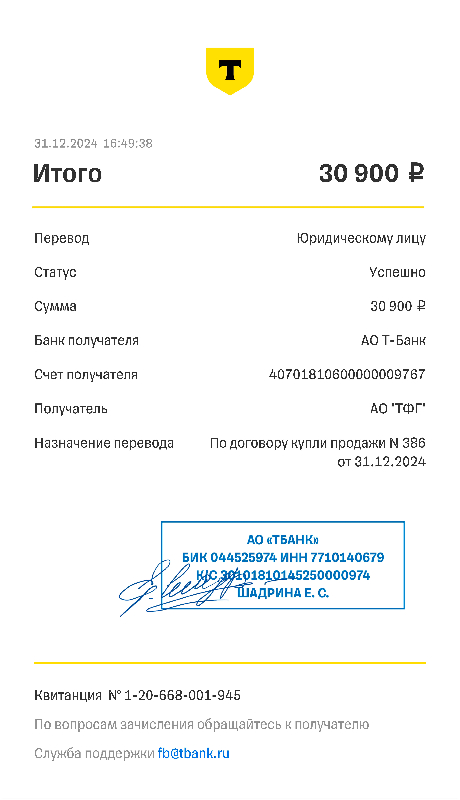 Т
31.12.2024 16:49:38
Итого 30 900 ₽
Перевод Юридическому лицу
Статус Успешно
Сумма 30 900 ₽
Банк получателя АО Т-Банк
Счет получателя 40701810600000009767
Получатель АО "ТФГ"
Назначение перевода По договору купли продажи N 386
от 31.12.2024
АО «ТБАНК»
БИК 044525974 ИНН 7710140679
К/С 30101810145250000974
ШАДРИНА Е. С.
Квитанция № 1-20-668-001-945
По вопросам зачисления обращайтесь к получателю
Служба поддержки fb@tbank.ru